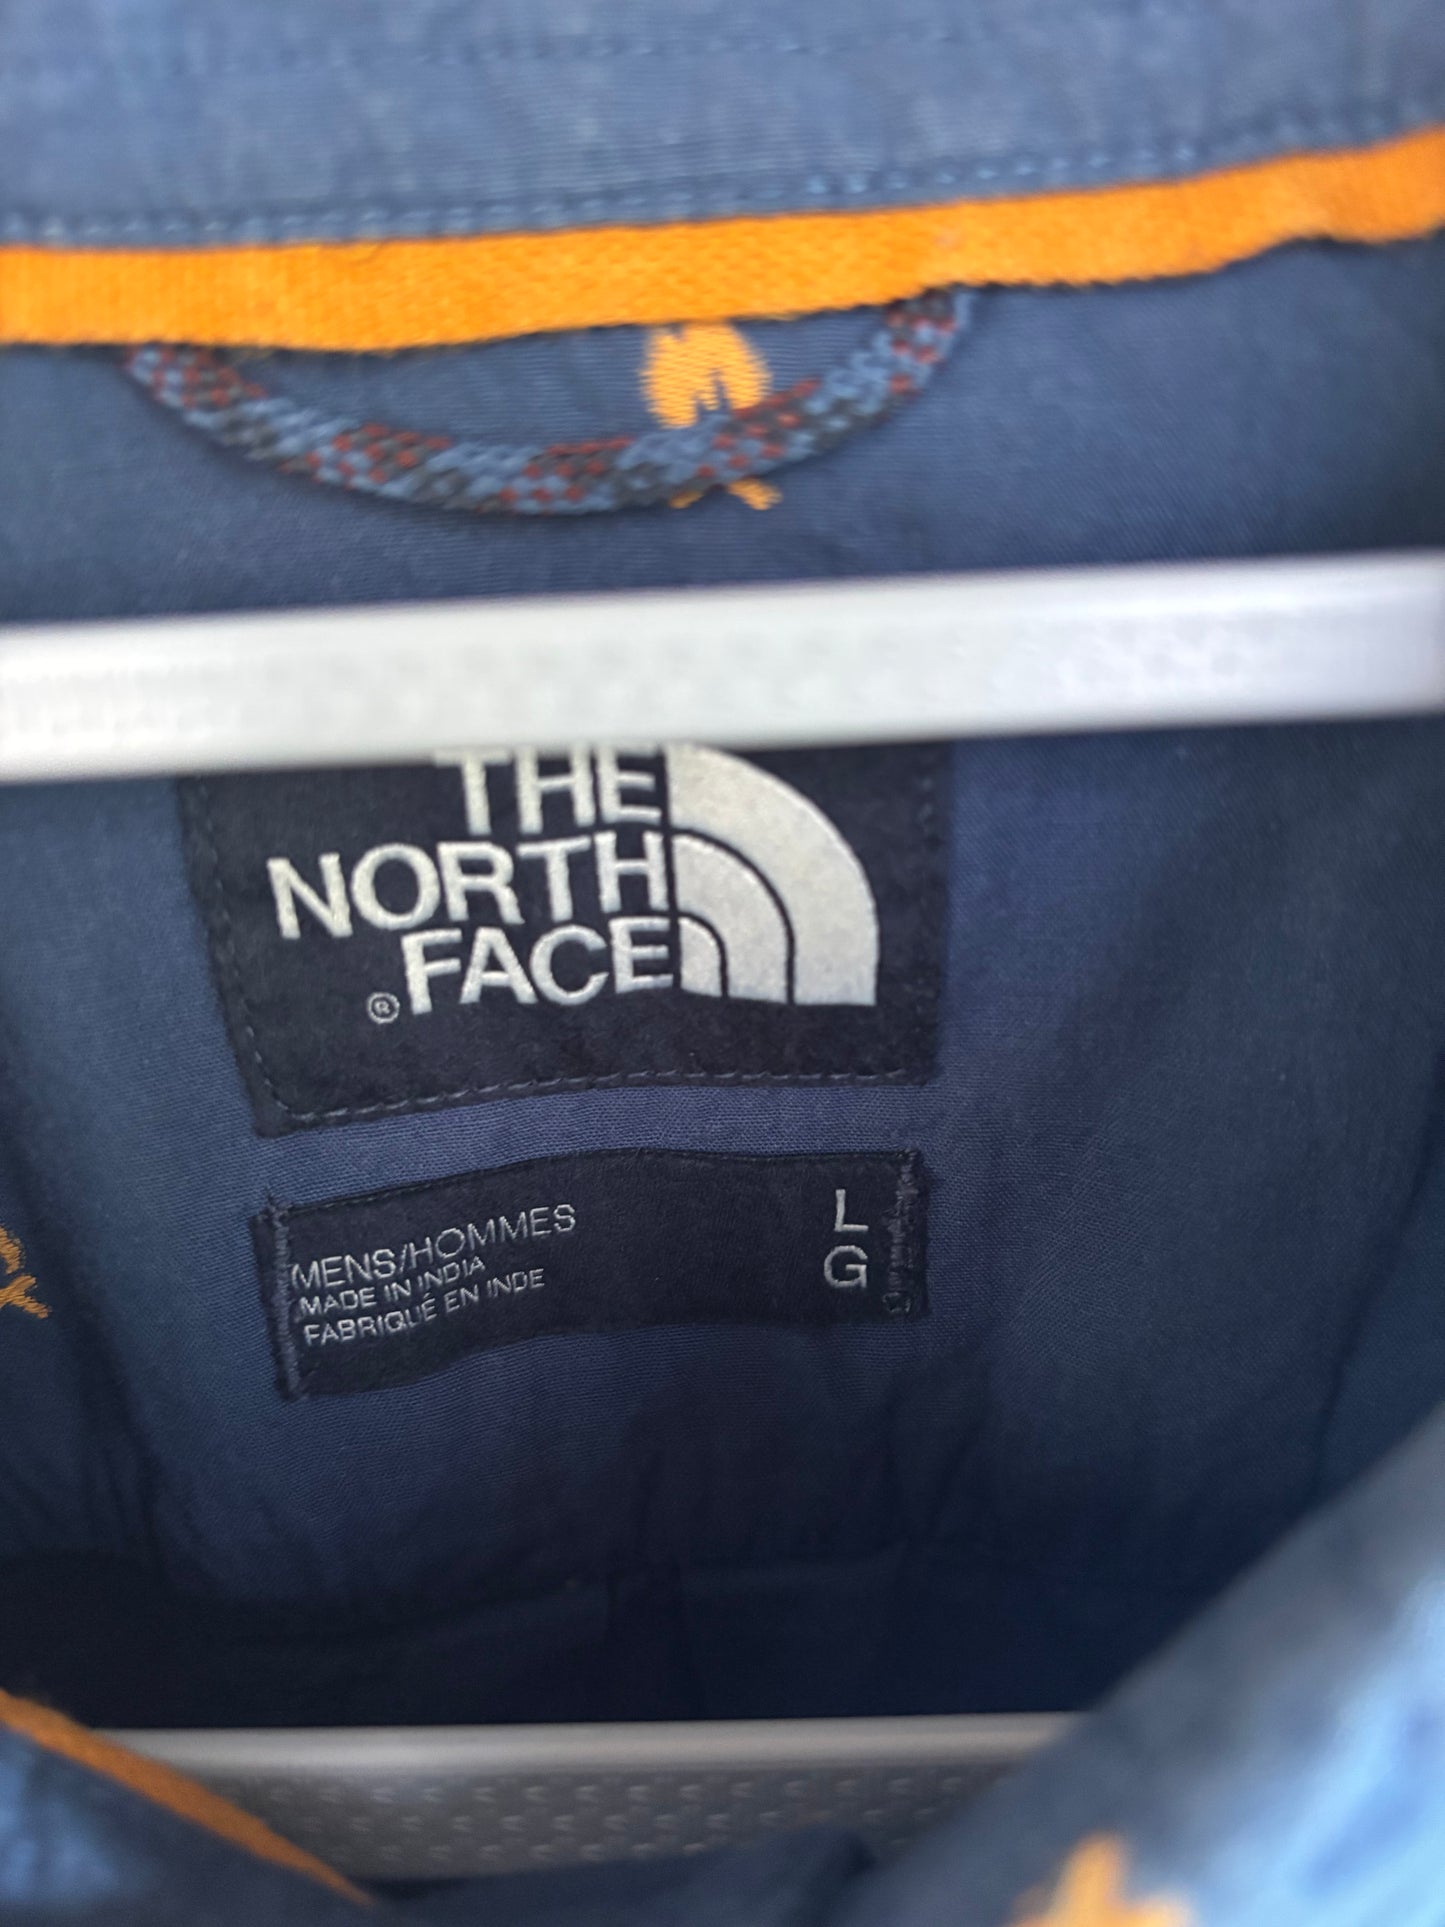 THE
NORTH
FACE
®
MENS/HOMMES
MADE IN INDIA
FABRIQUÉ EN INDE
L
G